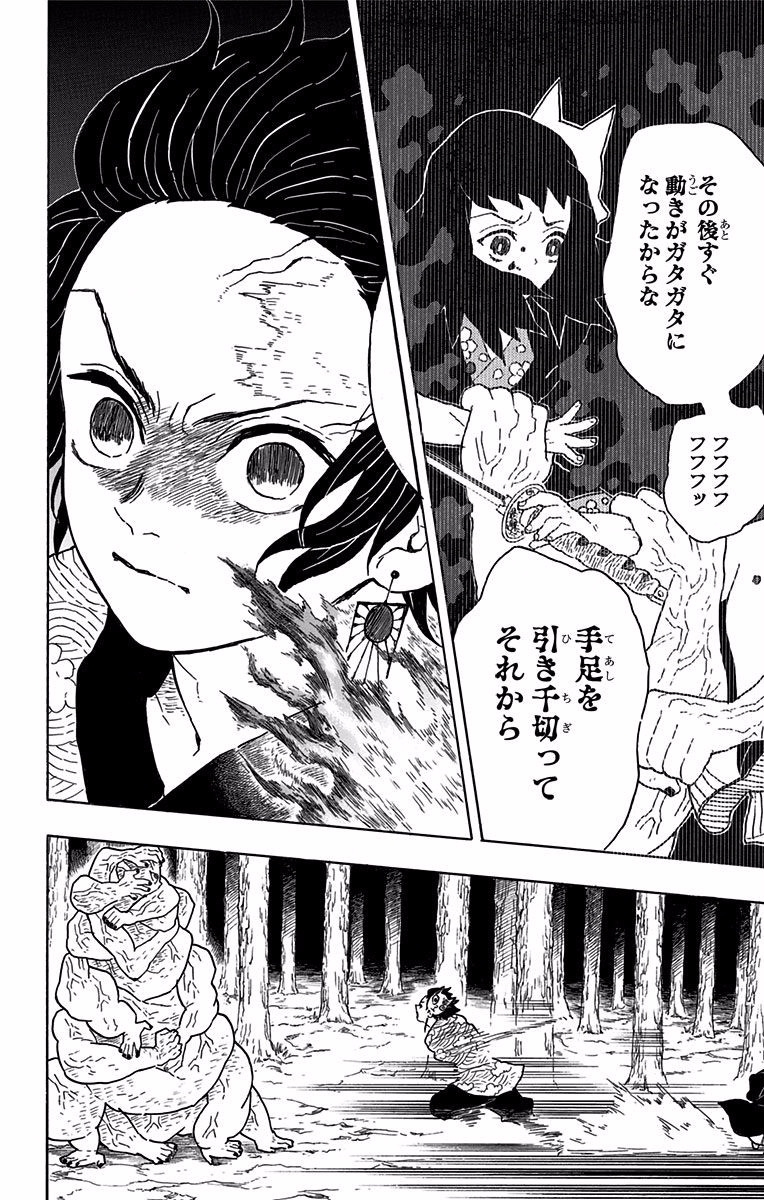 その後すぐ
動きがガタガタに
なったからな
フフフフ
フフフッ
手足を
引き千切って
それから